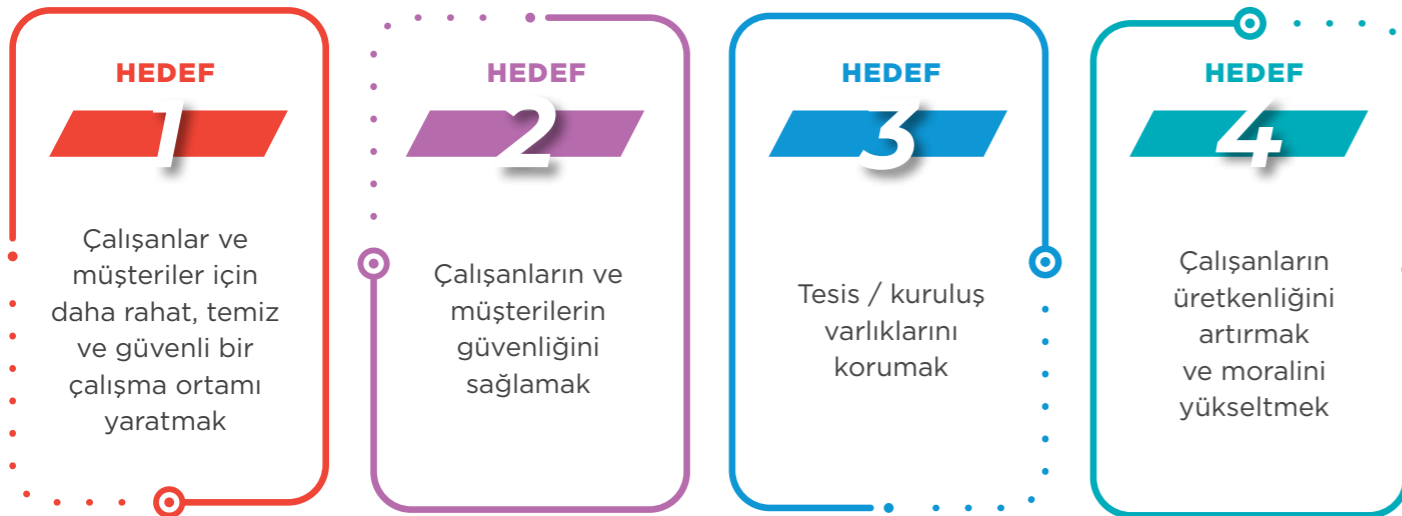 HEDEF
1
Çalışanlar ve
müşteriler için
daha rahat, temiz
ve güvenli bir
çalışma ortamı
yaratmak
HEDEF
2
Çalışanların ve
müşterilerin
güvenliğini
sağlamak
HEDEF
3
Tesis / kuruluş
varlıklarını
korumak
HEDEF
4
Çalışanların
üretkenliğini
artırmak
ve moralini
yükseltmek